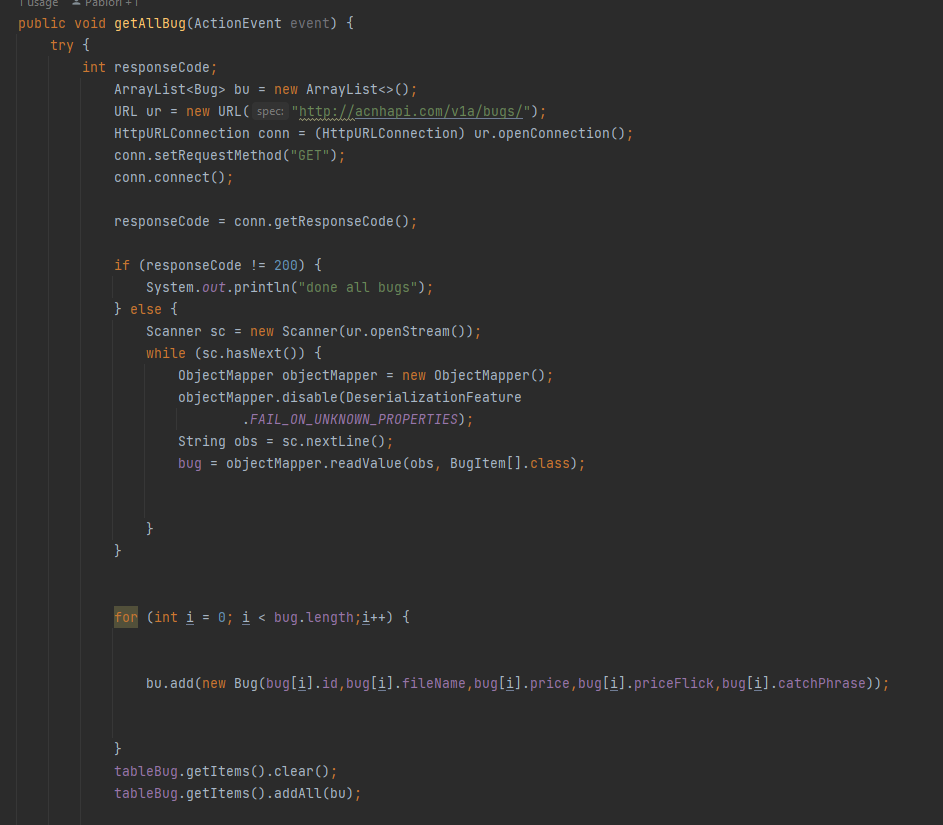 1 usage Pablofi +1
public void getAllBug(ActionEvent event) {
try {
int responseCode;
ArrayList<Bug> bu = new ArrayList<>();
URL ur = new URL( spec: "http://acnhapi.com/v1a/bugs/");
HttpURLConnection conn = (HttpURLConnection) ur.openConnection();
conn.setRequestMethod("GET");
conn.connect();
responseCode = conn.getResponseCode();
if (responseCode != 200) {
System.out.println("done all bugs");
} else {
Scanner sc = new Scanner(ur.openStream());
while (sc.hasNext()) {
ObjectMapper objectMapper = new ObjectMapper();
objectMapper.disable(DeserializationFeature
.FAIL_ON_UNKNOWN_PROPERTIES);
String obs = sc.nextLine();
bug = objectMapper.readValue(obs, BugItem[].class);
}
}
for (int i = 0; i < bug.length;i++) {
bu.add(new Bug(bug[i].id,bug[i].fileName,bug[i].price,bug[i].priceFlick,bug[i].catchPhrase));
}
tableBug.getItems().clear();
tableBug.getItems().addAll(bu);